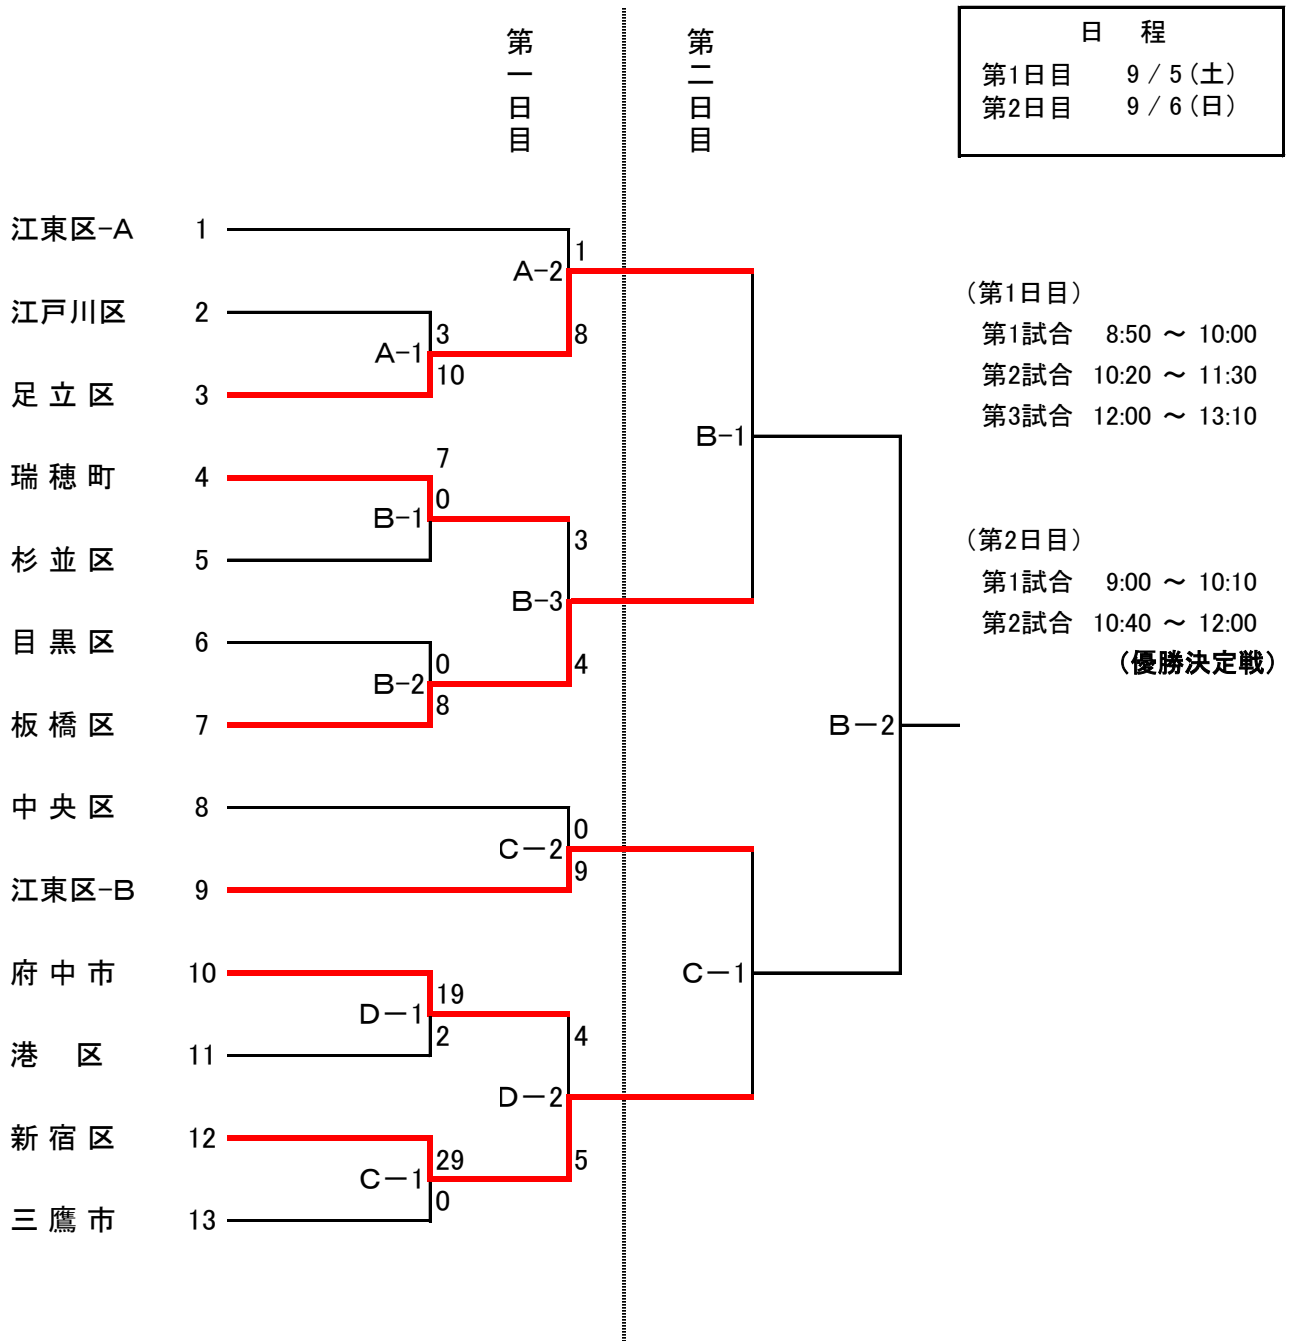 第一日目
第二日目
日 程
第1日目 9/5(土)
第2日目 9/6(日)
江東区-A 1
1
A-2
江戸川区 2
3
8
A-1
10
足立区 3
(第1日目)
第1試合 8:50 ～ 10:00
第2試合 10:20 ～ 11:30
第3試合 12:00 ～ 13:10
B-1
7
瑞穂町 4
0
B-1
3
杉並区 5
B-3
目黒区 6
0
4
B-2
8
板橋区 7
(第2日目)
第1試合 9:00 ～ 10:10
第2試合 10:40 ～ 12:00
(優勝決定戦)
B－2
中央区 8
0
C－2
9
江東区-B 9
府中市 10
19
D－1
2
4
港 区 11
C－1
D－2
新宿区 12
29
5
C－1
0
三鷹市 13